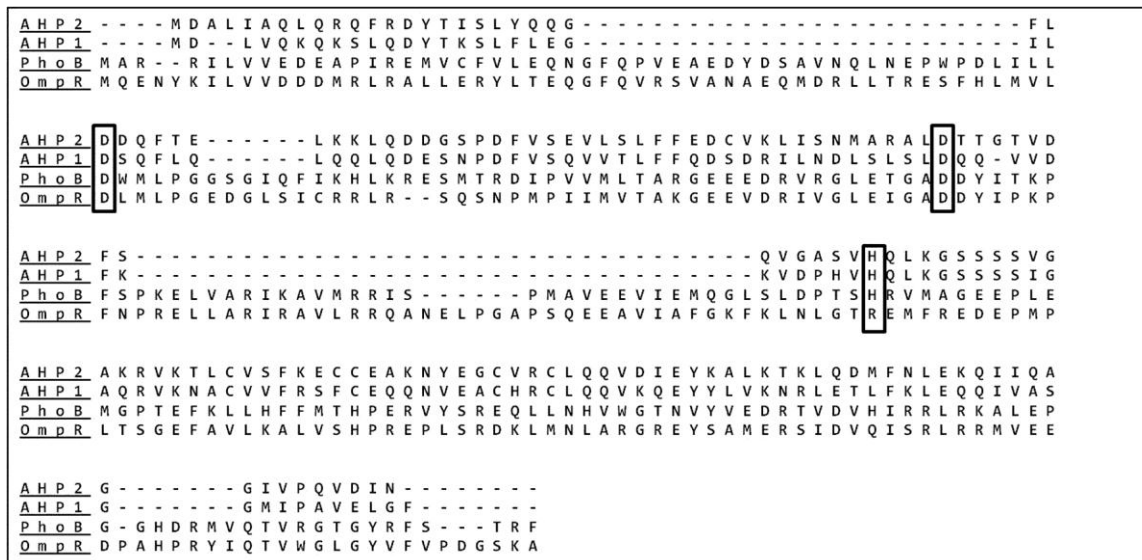 AHP2 ----MDALIAQLQRQFRDYTISLYQQG-------------------------FL
AHP1 ----MD--LVQKQKSLQDYTKSLFLEG-------------------------IL
PhoB MAR--RILVVEDEAPIREMVCFVLEQNGFQPVEAEDYDSAVNQLNEPWPDLILL
OmpR MQENYKILVVDDDMRLRALLERYLTEQGFQVRSVANAEQMDRLLTRESFHLMVL
AHP2 DDQFTE------LKKLQDDGSPDFVSEVLSLFFEDCVKLISNMARALDTTGTVD
AHP1 DSQFLQ------LQQLQDESNPDFVSQVVTLFFQDSDRILNDLSLSLDQQ-VVD
PhoB DWMLPGGSGIQFIKHLKRESMTRDIPVVMLTARGEEEDRVRGLETGADDYITKP
OmpR DLMLPGEDGLSICRRLR--SQSNPMPIIMVTAKGEEVDRIVGLEIGADDYIPKP
AHP2 FS-----------------------------------QVGASVHQLKGSSSSVG
AHP1 FK-----------------------------------KVDPHVHQLKGSSSSIG
PhoB FSPKELVARIKAVMRRIS------PMAVEEVIEMQGLSLDPTSHRVMAGEEPLE
OmpR FNPRELLARIRAVLRRQANELPGAPSQEEAVIAFGKFKLNLGTREMFREDEPMP
AHP2 AKRVKTLCVSFKECCEAKNYEGCVRCLQQVDIEYKALKTKLQDMFNLEKQIIQA
AHP1 AQRVKNACVVFRSFCEQQNVEACHRCLQQVKQEYYLVKNRLETLFKLEQQIVAS
PhoB MGPTEFKLLHFFMTHPERVYSREQLLNHVWGTNVYVEDRTVDVHIRRLRKALEP
OmpR LTSGEFAVLKALVSHPREPLSRDKLMNLARGREYSAMERSIDVQISRLRRMVEE
AHP2 G-------GIVPQVDIN--------
AHP1 G-------GMIPAVELGF-------
PhoB G-GHDRMVQTVRGTGYRFS---TRF
OmpR DPAHPRYIQTVWGLGYVFVPDGSKA